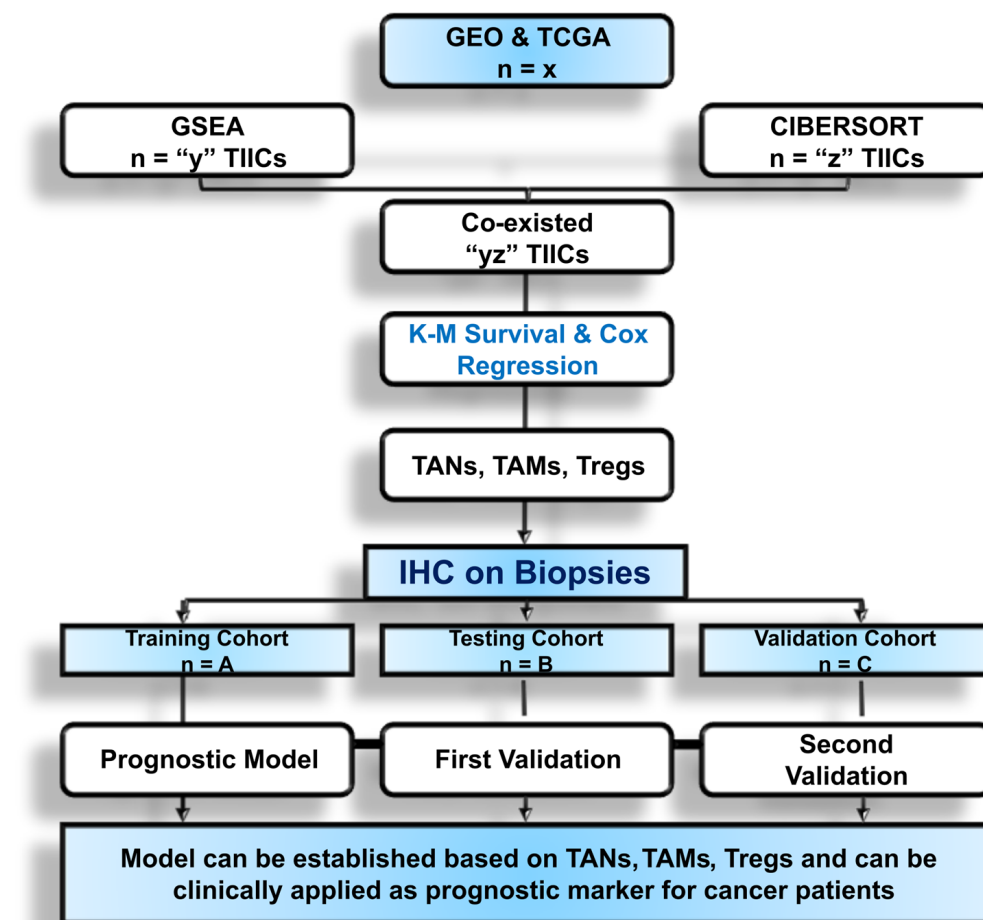 GEO & TCGA
n = x
GSEA
n = “y” TIICs
CIBERSORT
n = “z” TIICs
Co-existed
“yz” TIICs
K-M Survival & Cox
Regression
TANs, TAMs, Tregs
IHC on Biopsies
Training Cohort
n = A
Testing Cohort
n = B
Validation Cohort
n = C
Prognostic Model
First Validation
Second
Validation
Model can be established based on TANs, TAMs, Tregs and can be
clinically applied as prognostic marker for cancer patients